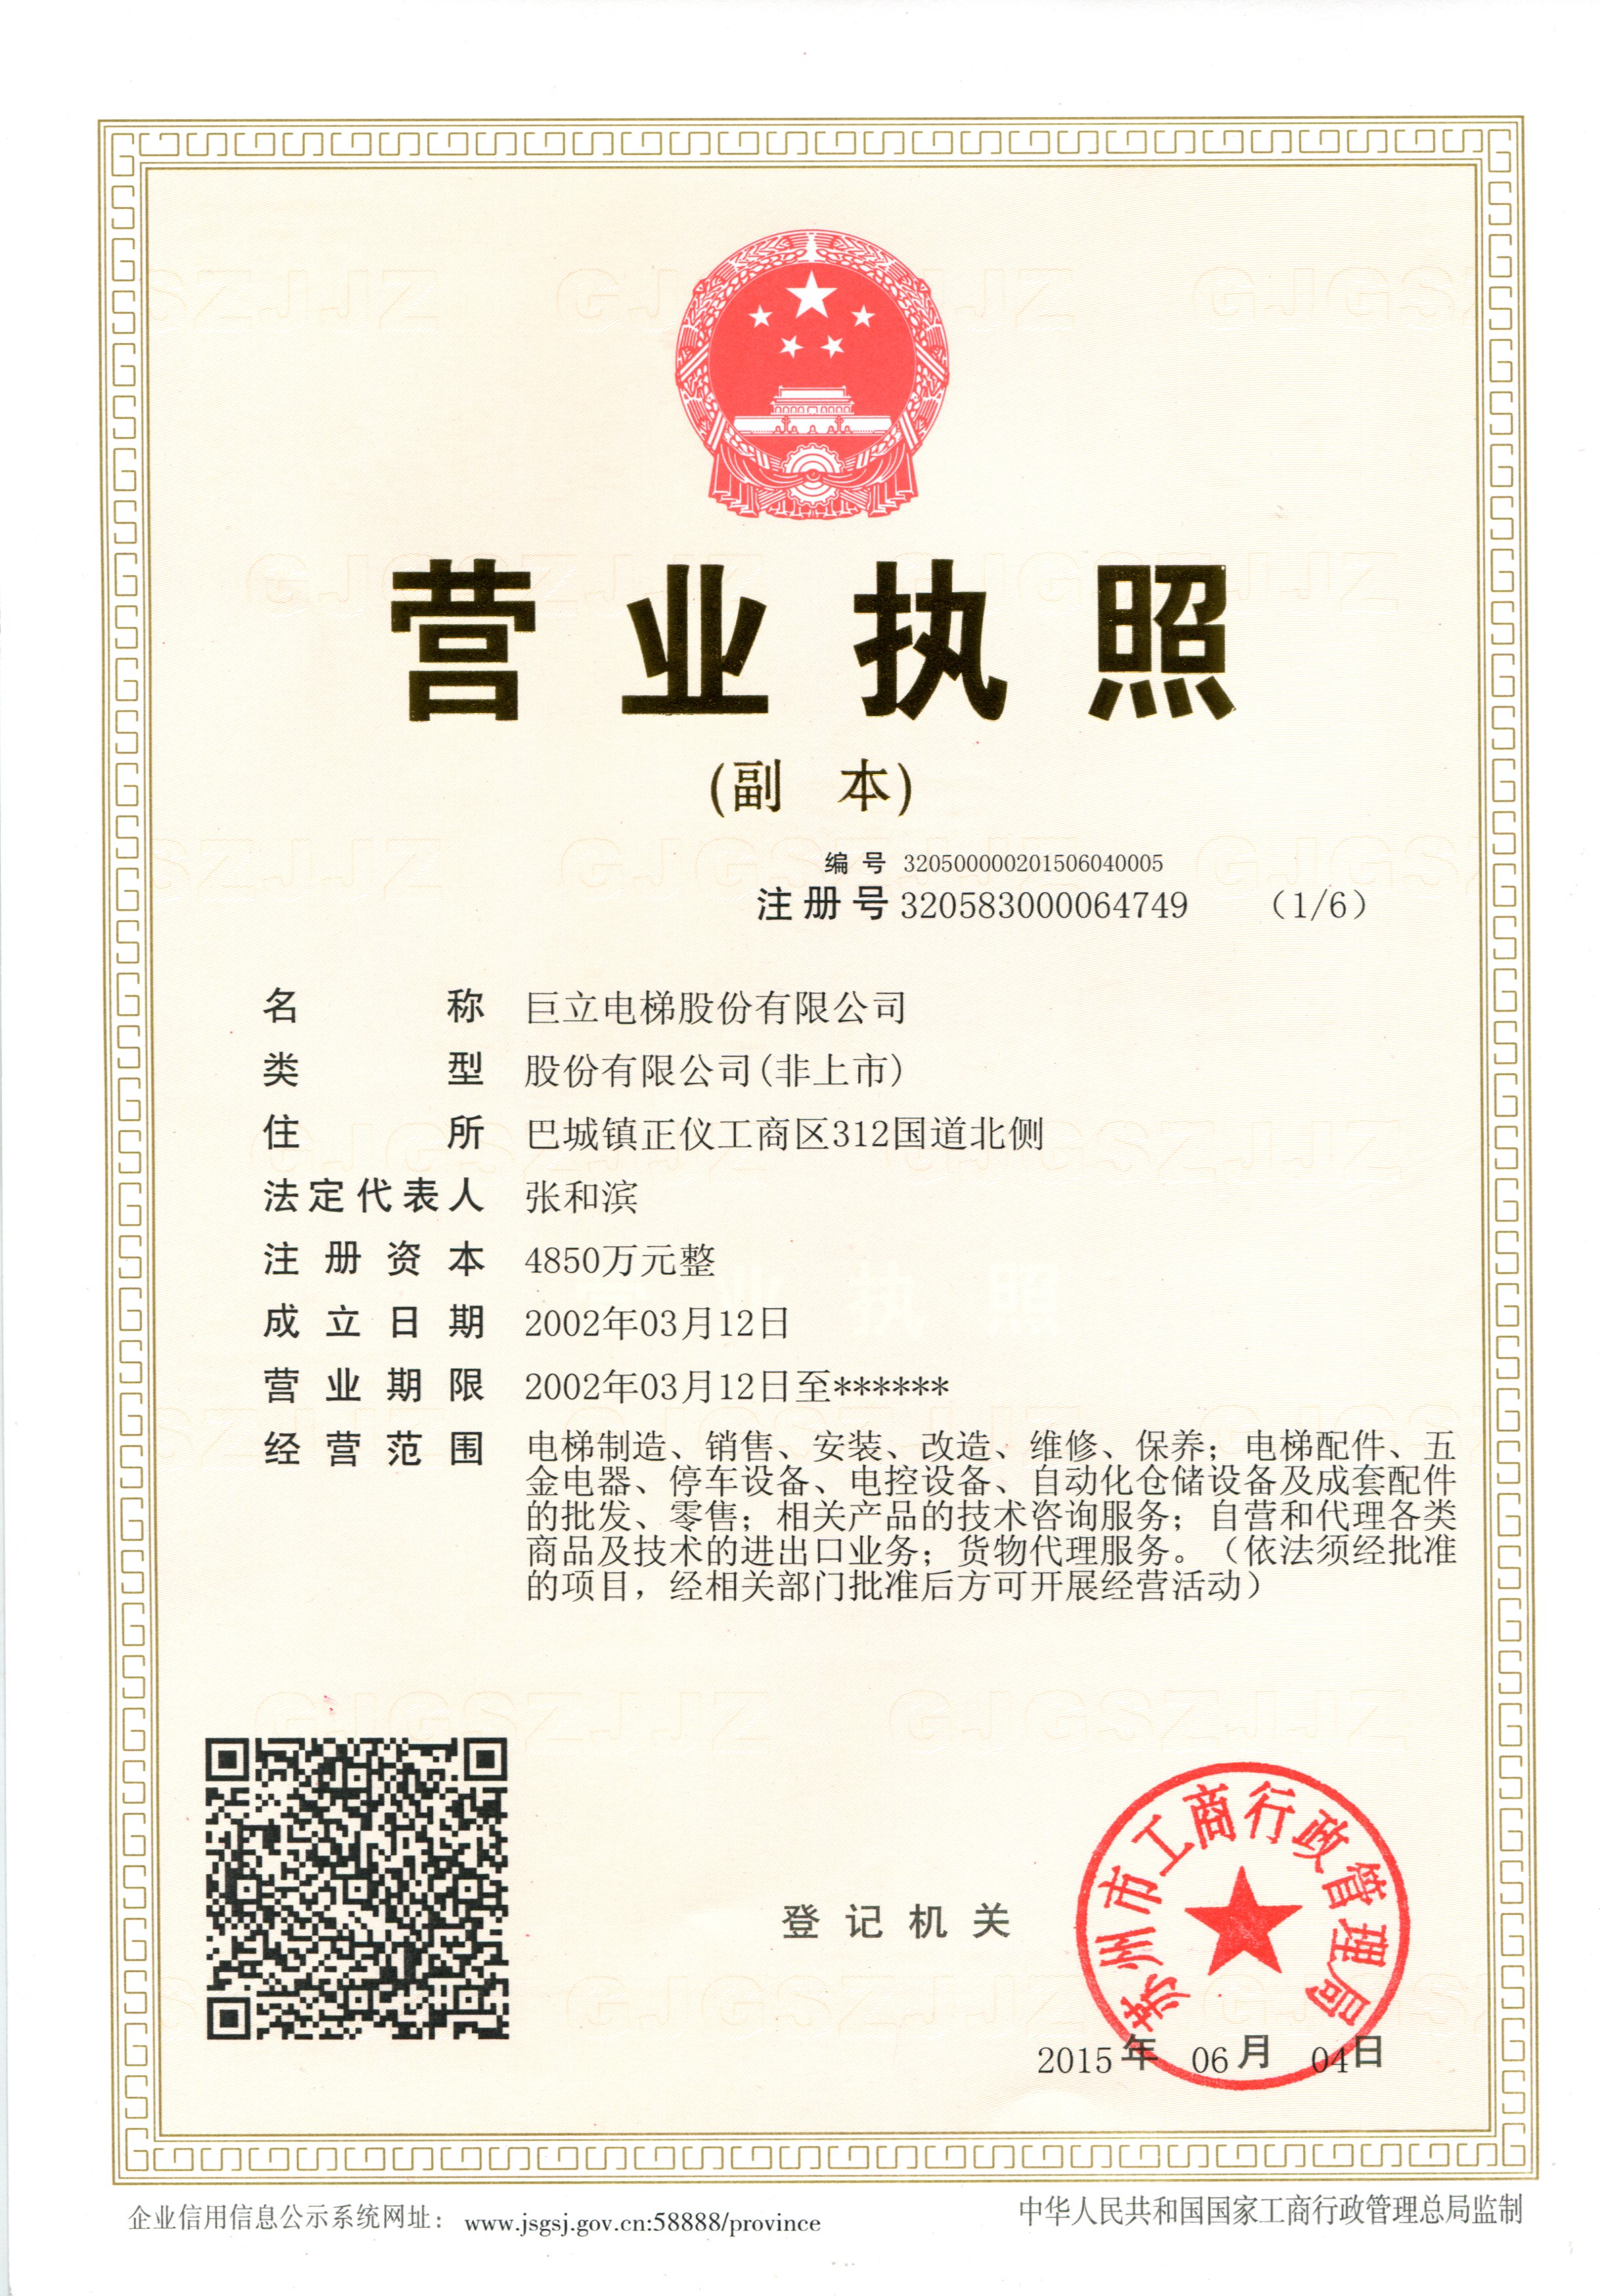 营业执照
(副 本)
编号 320500000201506040005
注册号 320583000064749 （1/6）
名称 巨立电梯股份有限公司
类型 股份有限公司(非上市)
住所 巴城镇正仪工商区312国道北侧
法定代表人 张和滨
注册资本 4850万元整
成立日期 2002年03月12日
营业期限 2002年03月12日至******
经营范围 电梯制造、销售、安装、改造、维修、保养；电梯配件、五
金电器、停车设备、电控设备、自动化仓储设备及成套配件
的批发、零售；相关产品的技术咨询服务；自营和代理各类
商品及技术的进出口业务；货物代理服务。（依法须经批准
的项目，经相关部门批准后方可开展经营活动）
登记机关
苏州市工商行政管理局
2015年 06月 04日
企业信用信息公示系统网址： www.jsgsj.gov.cn:58888/province
中华人民共和国国家工商行政管理总局监制